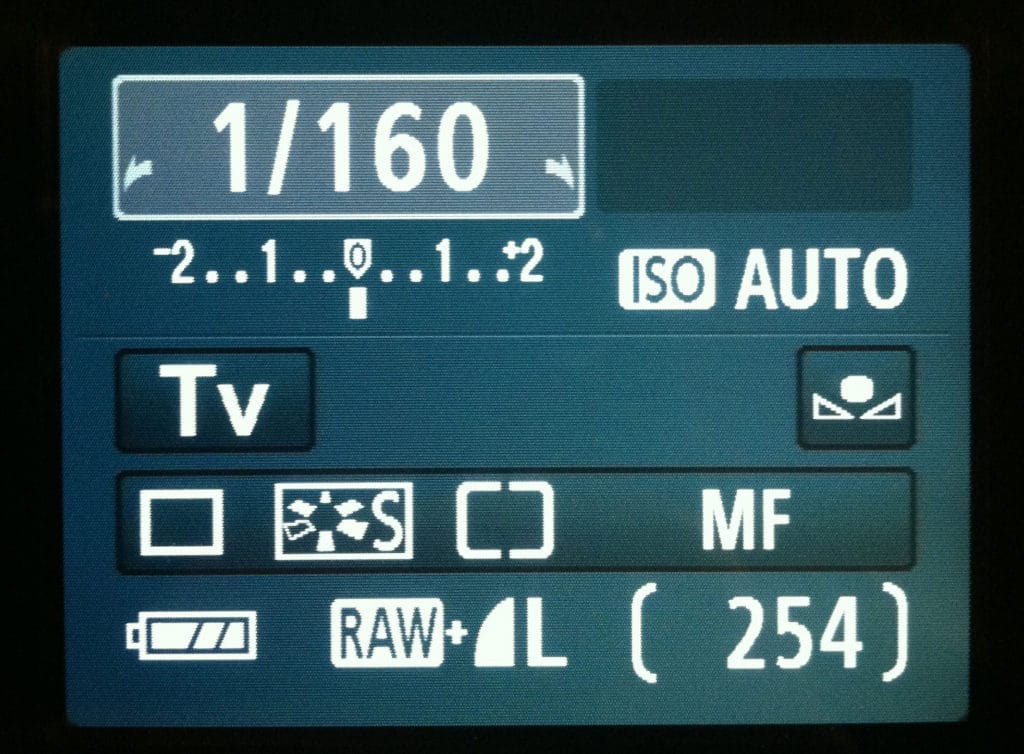 1/160
-2..1..0..1..+2
ISO AUTO
Tv
S MF
RAW+L (254)